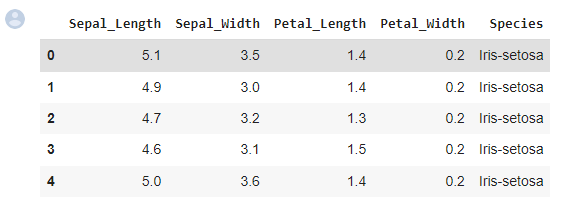 Sepal_Length Sepal_Width Petal_Length Petal_Width Species
0 5.1 3.5 1.4 0.2 Iris-setosa
1 4.9 3.0 1.4 0.2 Iris-setosa
2 4.7 3.2 1.3 0.2 Iris-setosa
3 4.6 3.1 1.5 0.2 Iris-setosa
4 5.0 3.6 1.4 0.2 Iris-setosa